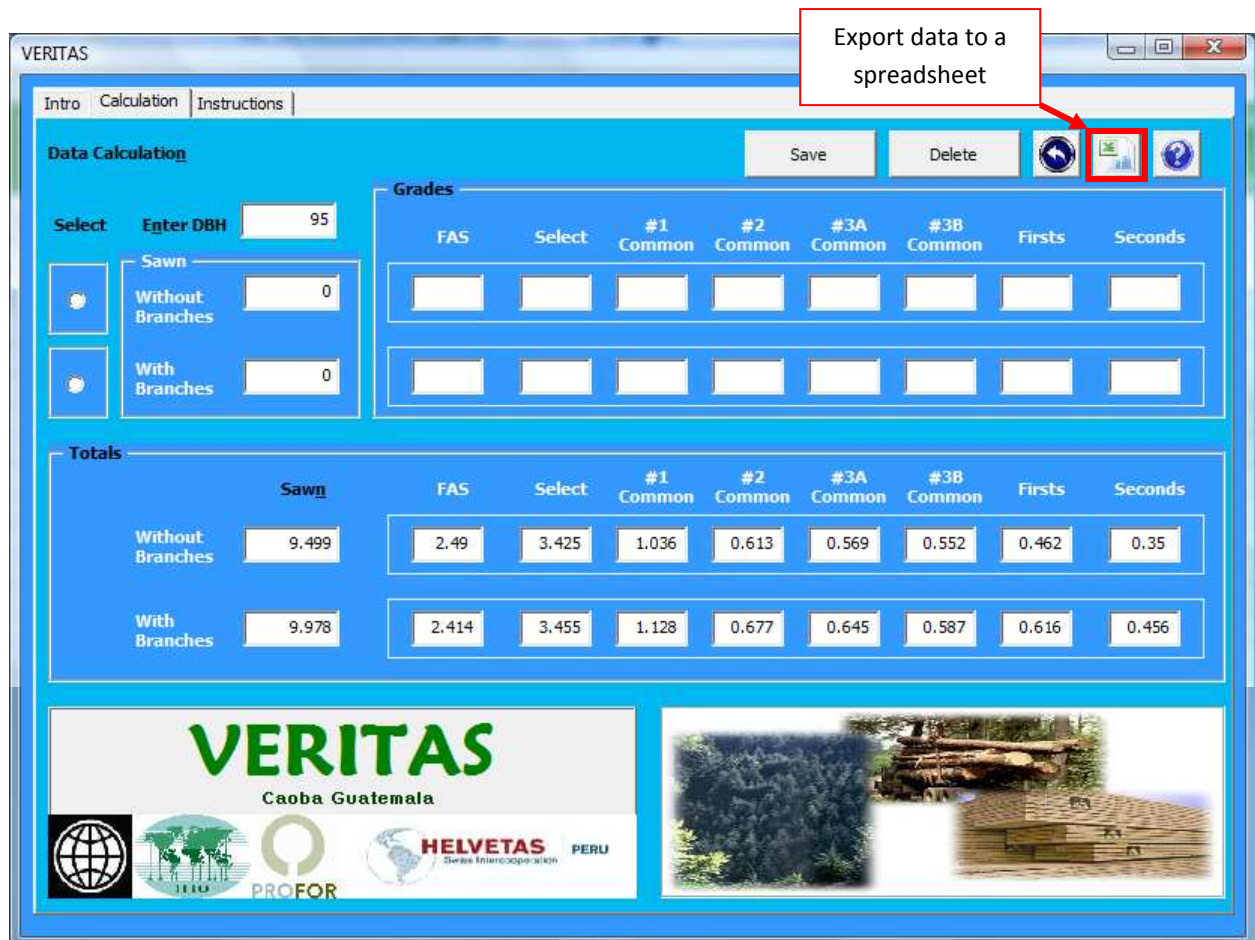 Export data to a
spreadsheet
VERITAS
Intro Calculation Instructions
Data Calculation Save Delete
Grades
Select Enter DBH 95
FAS Select #1 Common #2 Common #3A Common #3B Common Firsts Seconds
Sawn
Without Branches 0
With Branches 0
Totals
Sawn FAS Select #1 Common #2 Common #3A Common #3B Common Firsts Seconds
Without Branches 9.499 2.49 3.425 1.036 0.613 0.569 0.552 0.462 0.35
With Branches 9.978 2.414 3.455 1.128 0.677 0.645 0.587 0.616 0.456
VERITAS
Caoba Guatemala
ITTO PROFOR HELVETAS PERU
Swiss Intercooperation